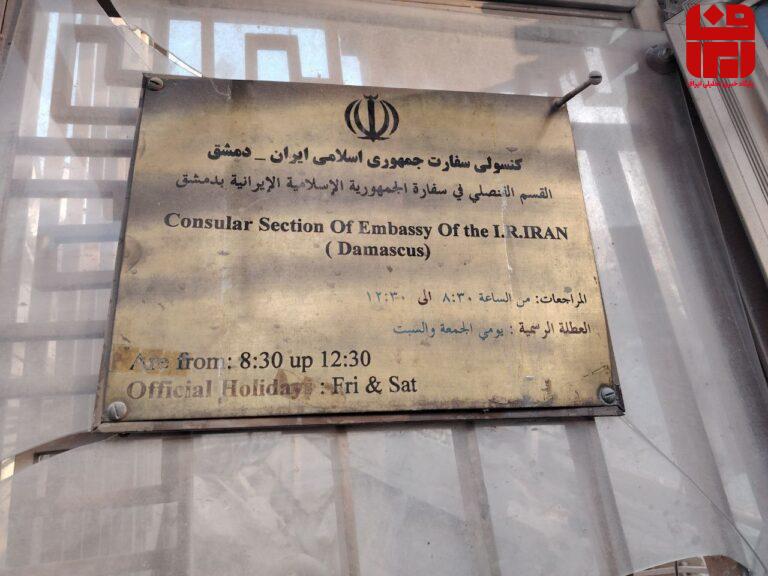 کنسولی سفارت جمهوری اسلامی ایران _ دمشق
القسم القنصلي في سفارة الجمهورية الإسلامية الإيرانية بدمشق
Consular Section Of Embassy Of the I.R.IRAN
( Damascus)
المراجعات: من الساعة ٨:٣٠ الى ١٢:٣٠
العطلة الرسمية : يومي الجمعة والسبت
Are from: 8:30 up 12:30
Official Holidays : Fri & Sat